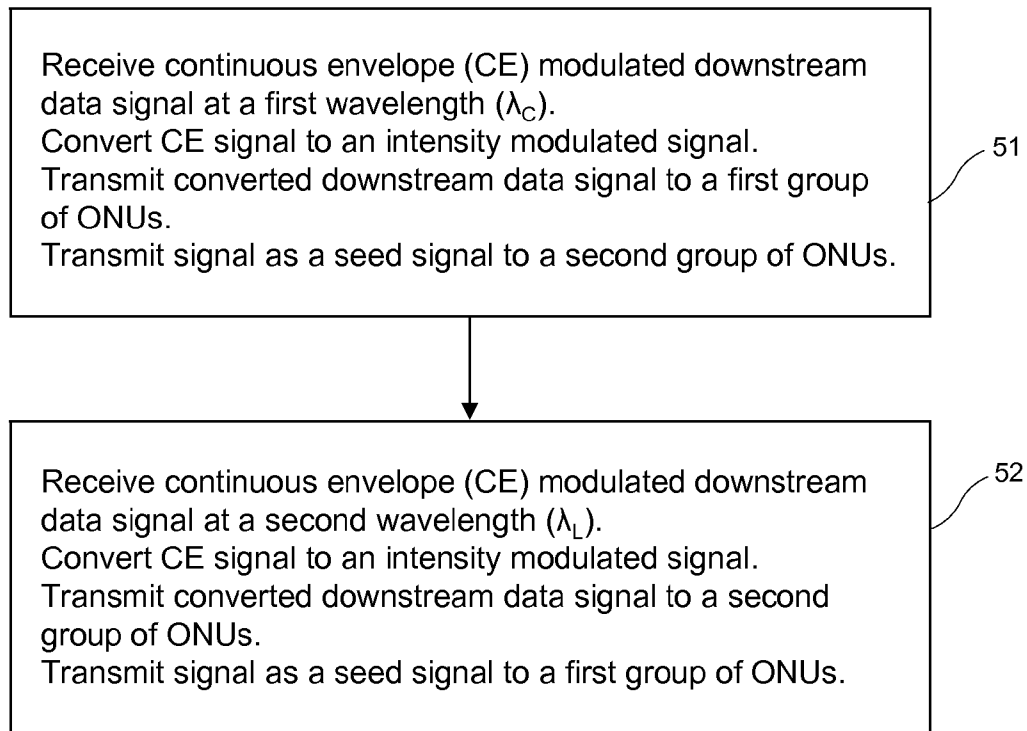 Receive continuous envelope (CE) modulated downstream
data signal at a first wavelength (λC).
Convert CE signal to an intensity modulated signal.
Transmit converted downstream data signal to a first group
of ONUs.
Transmit signal as a seed signal to a second group of ONUs.
51
Receive continuous envelope (CE) modulated downstream
data signal at a second wavelength (λL).
Convert CE signal to an intensity modulated signal.
Transmit converted downstream data signal to a second
group of ONUs.
Transmit signal as a seed signal to a first group of ONUs.
52